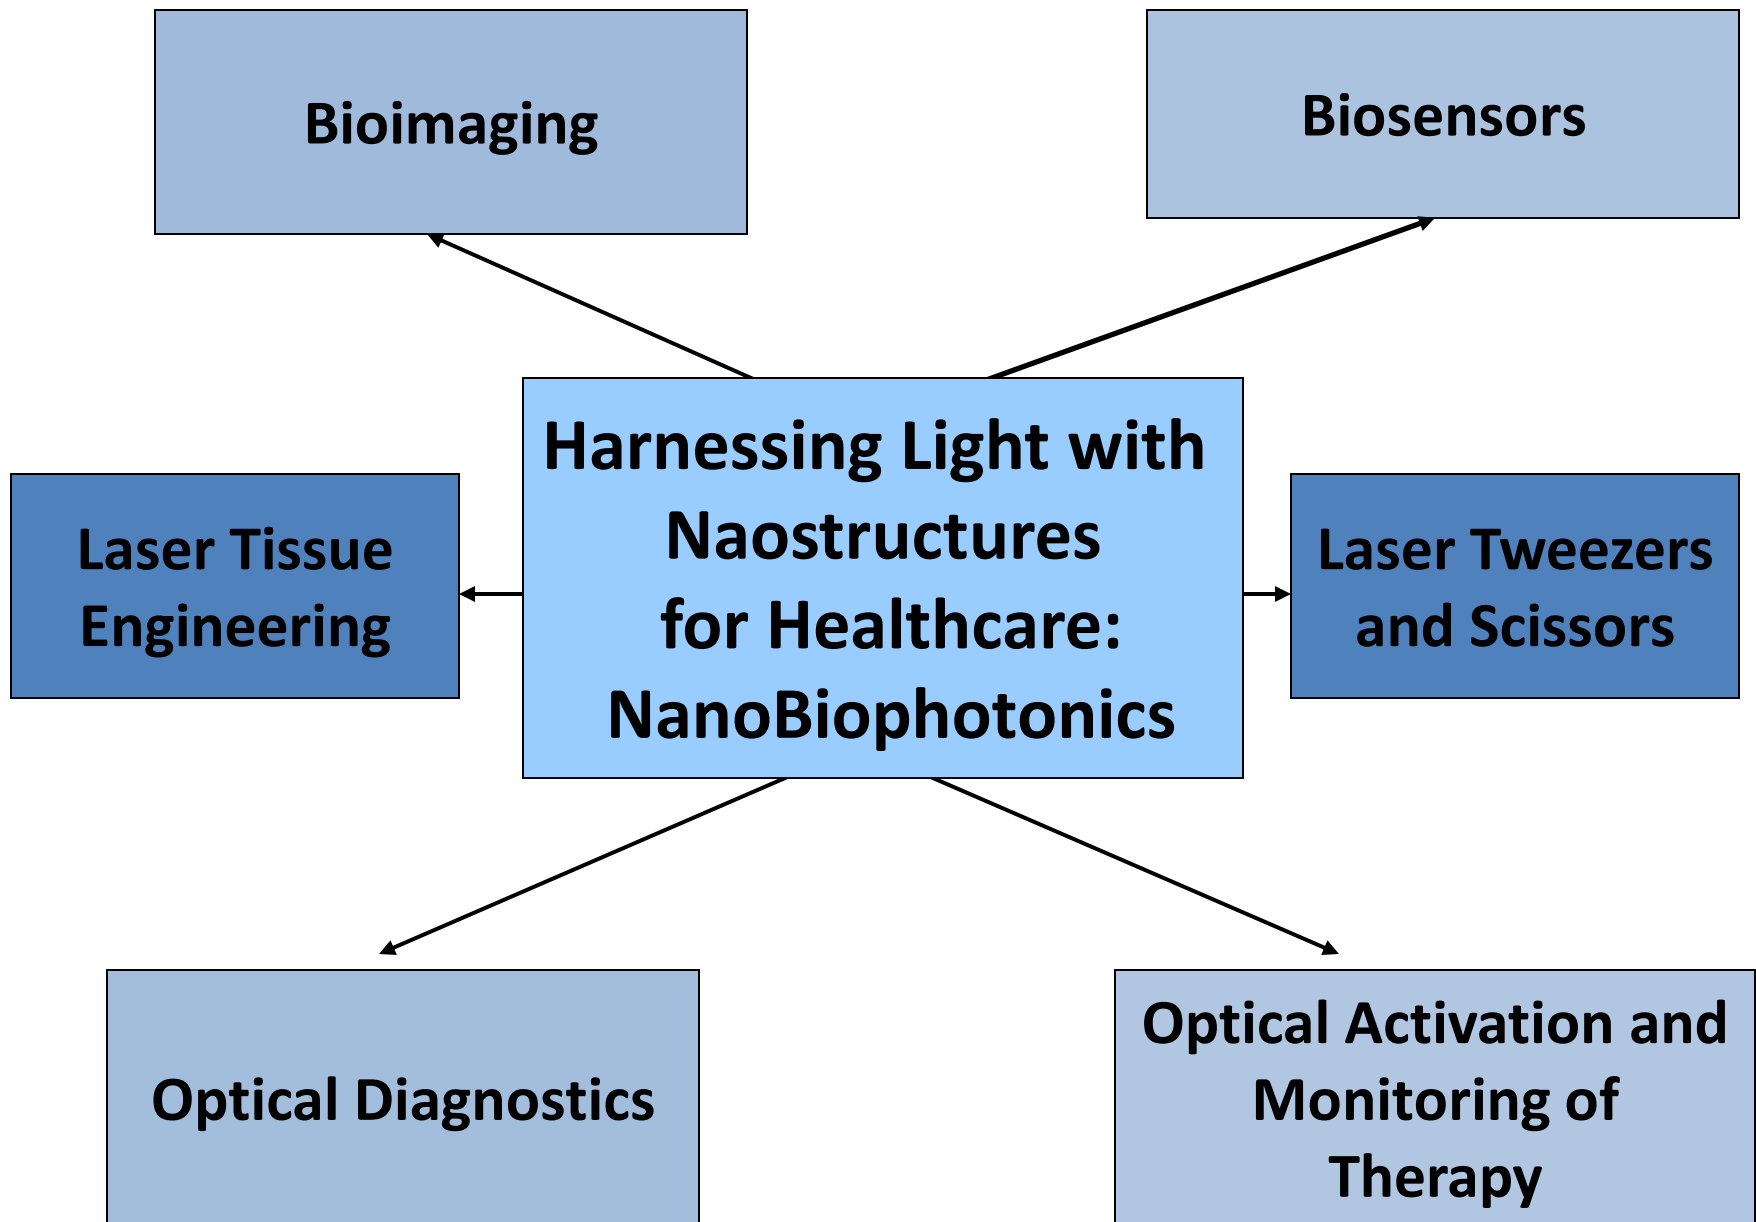 Bioimaging
Biosensors
Harnessing Light with
Naostructures
for Healthcare:
NanoBiophotonics
Laser Tissue
Engineering
Laser Tweezers
and Scissors
Optical Diagnostics
Optical Activation and
Monitoring of
Therapy